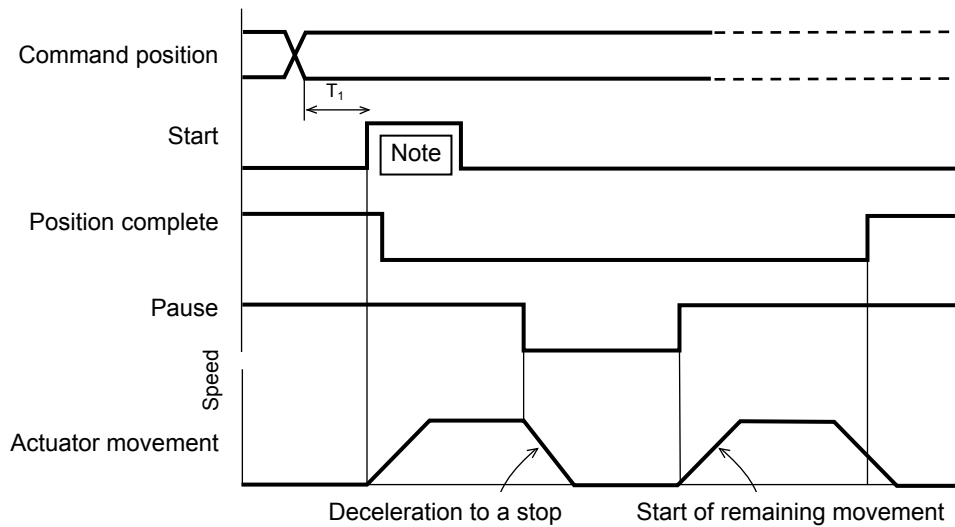 Command position
T₁
Start
Note
Position complete
Pause
Speed
Actuator movement
Deceleration to a stop
Start of remaining movement